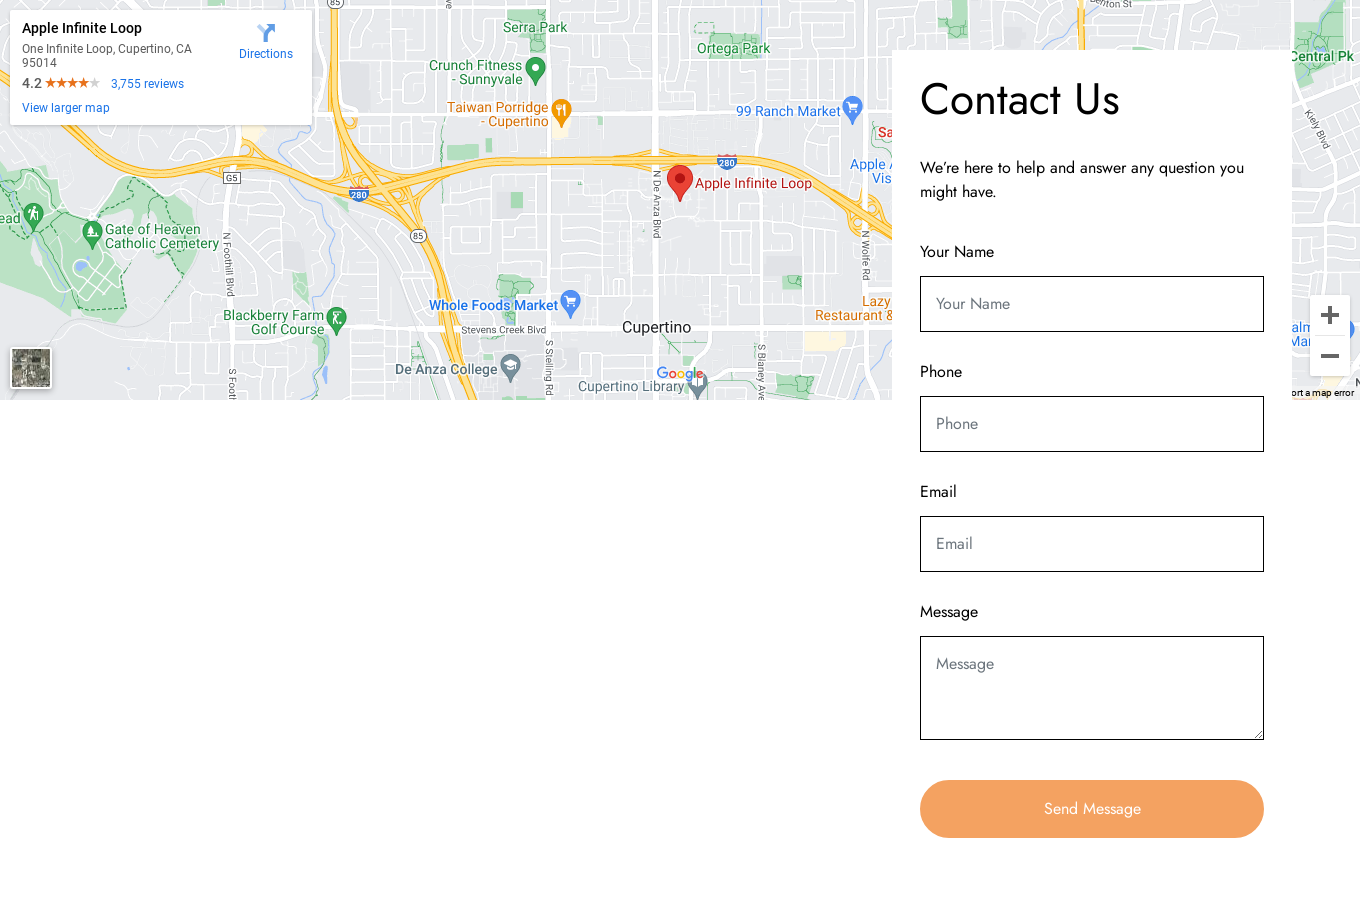 Apple Infinite Loop
One Infinite Loop, Cupertino, CA
95014
Directions
4.2
3,755 reviews
View larger map
85
Serra Park
Denton St
Ortega Park
Crunch Fitness
- Sunnyvale
Central Pk
Taiwan Porridge
- Cupertino
99 Ranch Market
Kiely Blvd
280
G5
280
Apple Infinite Loop
N De Anza Blvd
Gate of Heaven
Catholic Cemetery
85
N Foothill Blvd
N Wolfe Rd
Whole Foods Market
Blackberry Farm
Golf Course
Stevens Creek Blvd
Cupertino
Lazy
Restaurant &
De Anza College
S Stelling Rd
S Blaney Ave
Google
Cupertino Library
ort a map error
Contact Us
We’re here to help and answer any question you
might have.
Your Name
Your Name
Phone
Phone
Email
Email
Message
Message
Send Message